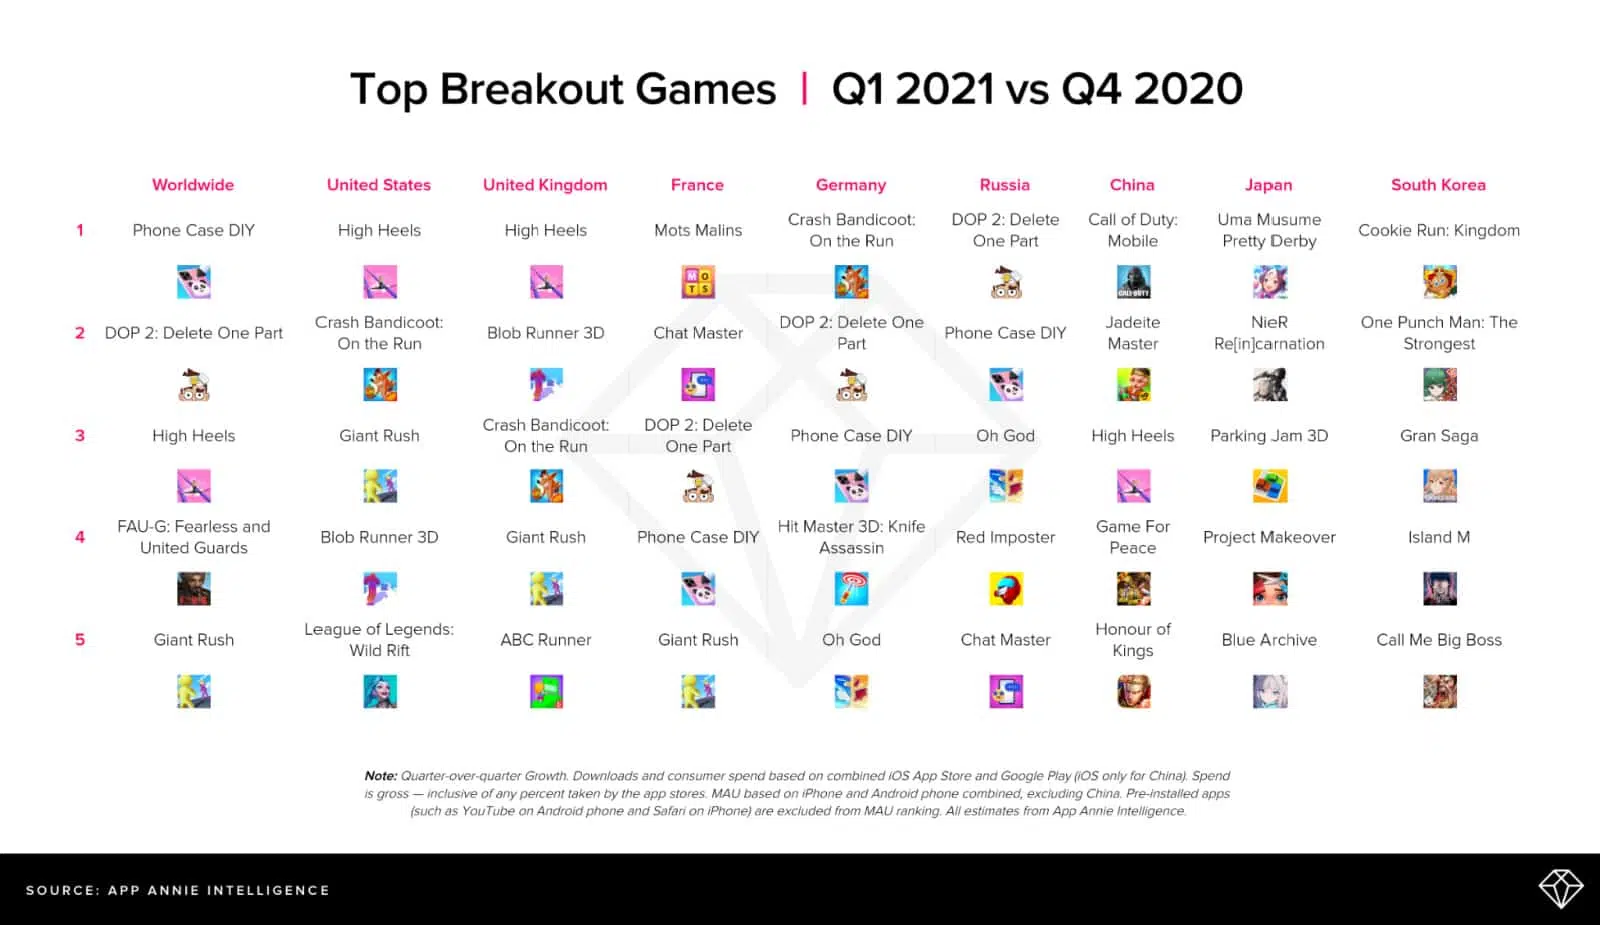 Top Breakout Games | Q1 2021 vs Q4 2020
Worldwide United States United Kingdom France Germany Russia China Japan South Korea
1 Phone Case DIY High Heels High Heels Mots Malins Crash Bandicoot: On the Run DOP 2: Delete One Part Call of Duty: Mobile Uma Musume Pretty Derby Cookie Run: Kingdom
2 DOP 2: Delete One Part Crash Bandicoot: On the Run Blob Runner 3D Chat Master DOP 2: Delete One Part Phone Case DIY Jadeite Master NieR Re[in]carnation One Punch Man: The Strongest
3 High Heels Giant Rush Crash Bandicoot: On the Run DOP 2: Delete One Part Phone Case DIY Oh God High Heels Parking Jam 3D Gran Saga
4 FAU-G: Fearless and United Guards Blob Runner 3D Giant Rush Phone Case DIY Hit Master 3D: Knife Assassin Red Imposter Game For Peace Project Makeover Island M
5 Giant Rush League of Legends: Wild Rift ABC Runner Giant Rush Oh God Chat Master Honour of Kings Blue Archive Call Me Big Boss
Note: Quarter-over-quarter Growth. Downloads and consumer spend based on combined iOS App Store and Google Play (iOS only for China). Spend
is gross — inclusive of any percent taken by the app stores. MAU based on iPhone and Android phone combined, excluding China. Pre-installed apps
(such as YouTube on Android phone and Safari on iPhone) are excluded from MAU ranking. All estimates from App Annie Intelligence.
SOURCE: APP ANNIE INTELLIGENCE